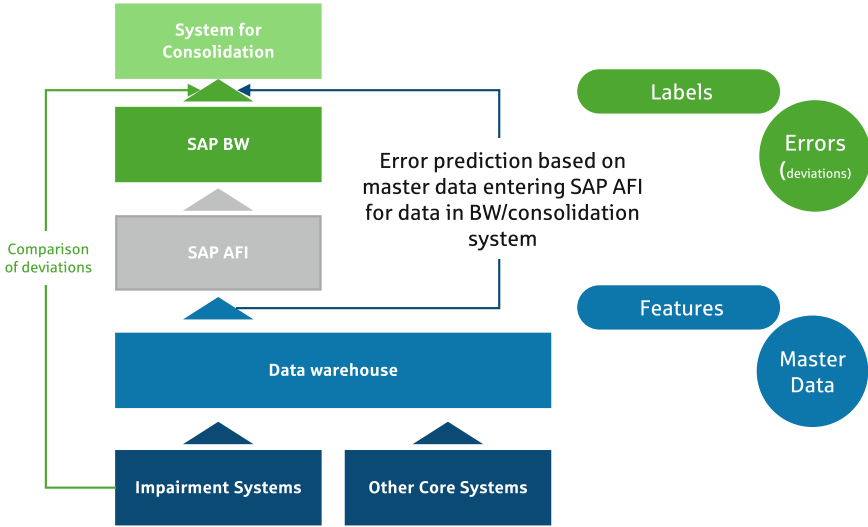 System for
Consolidation
SAP BW
Labels
Errors
(deviations)
Error prediction based on
master data entering SAP AFI
for data in BW/consolidation
system
Comparison
of deviations
SAP AFI
Features
Data warehouse
Master
Data
Impairment Systems
Other Core Systems